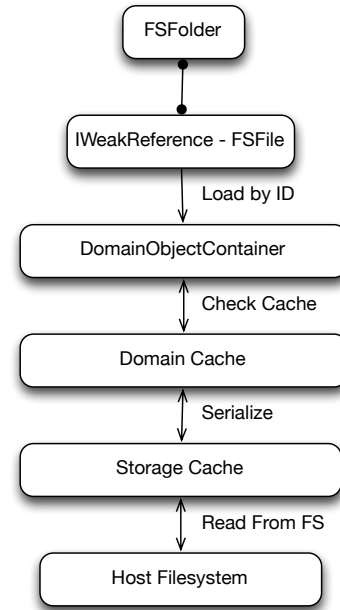 FSFolder
IWeakReference - FSFile
Load by ID
DomainObjectContainer
Check Cache
Domain Cache
Serialize
Storage Cache
Read From FS
Host Filesystem